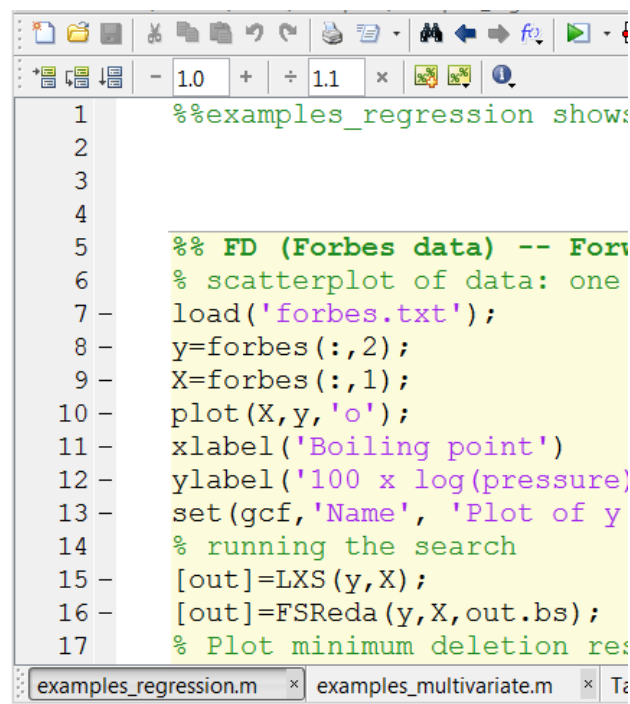 - 1.0 + ÷ 1.1 ×
1 %%examples_regression shows
2
3
4
5 %% FD (Forbes data) -- Forw
6 % scatterplot of data: one
7 – load('forbes.txt');
8 – y=forbes(:,2);
9 – X=forbes(:,1);
10 – plot(X,y,'o');
11 – xlabel('Boiling point')
12 – ylabel('100 x log(pressure)
13 – set(gcf,'Name', 'Plot of y
14 % running the search
15 – [out]=LXS(y,X);
16 – [out]=FSReda(y,X,out.bs);
17 % Plot minimum deletion res
examples_regression.m × examples_multivariate.m × Ta